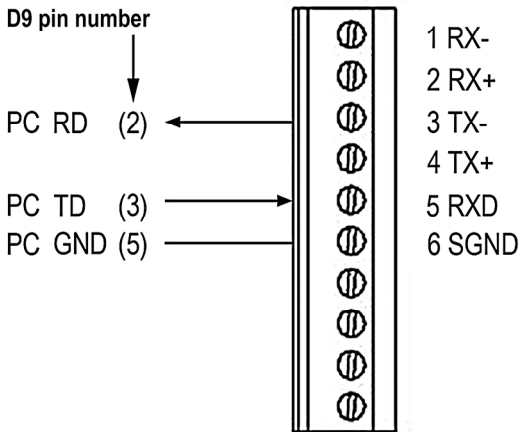 D9 pin number
1 RX-
2 RX+
PC RD (2)
3 TX-
4 TX+
PC TD (3)
5 RXD
PC GND (5)
6 SGND